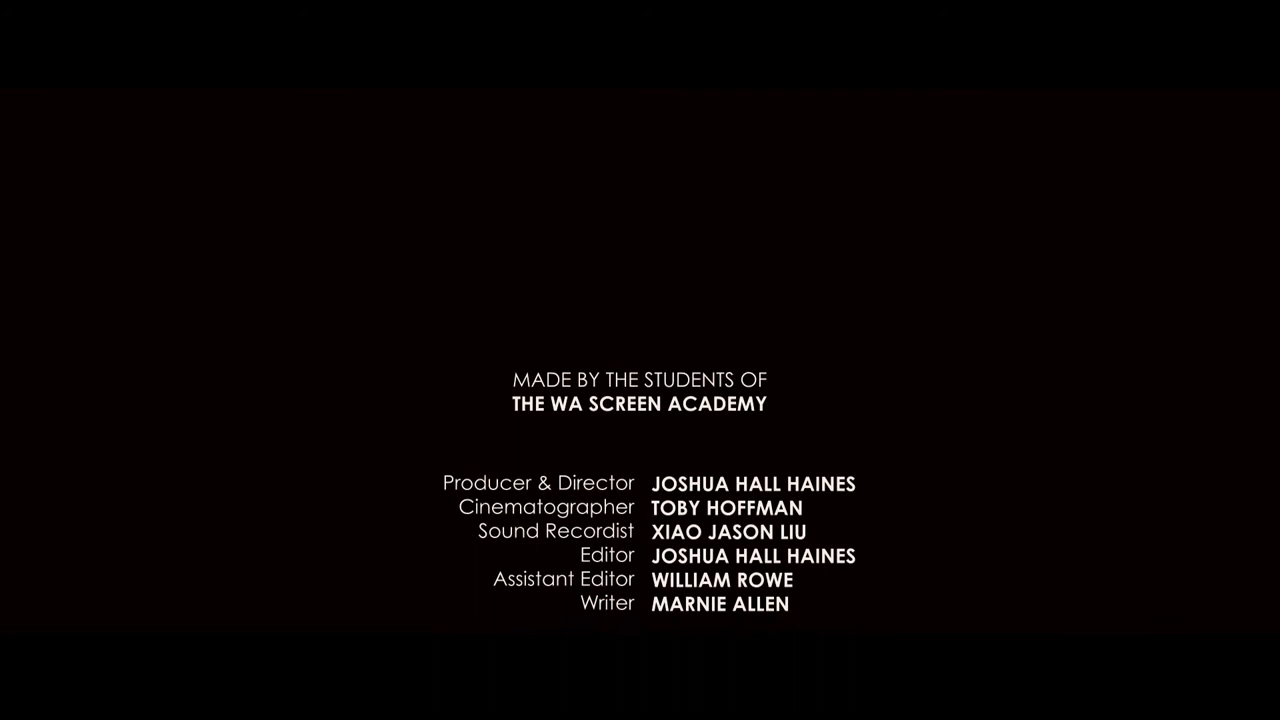 MADE BY THE STUDENTS OF
THE WA SCREEN ACADEMY
Producer & Director JOSHUA HALL HAINES
Cinematographer TOBY HOFFMAN
Sound Recordist XIAO JASON LIU
Editor JOSHUA HALL HAINES
Assistant Editor WILLIAM ROWE
Writer MARNIE ALLEN